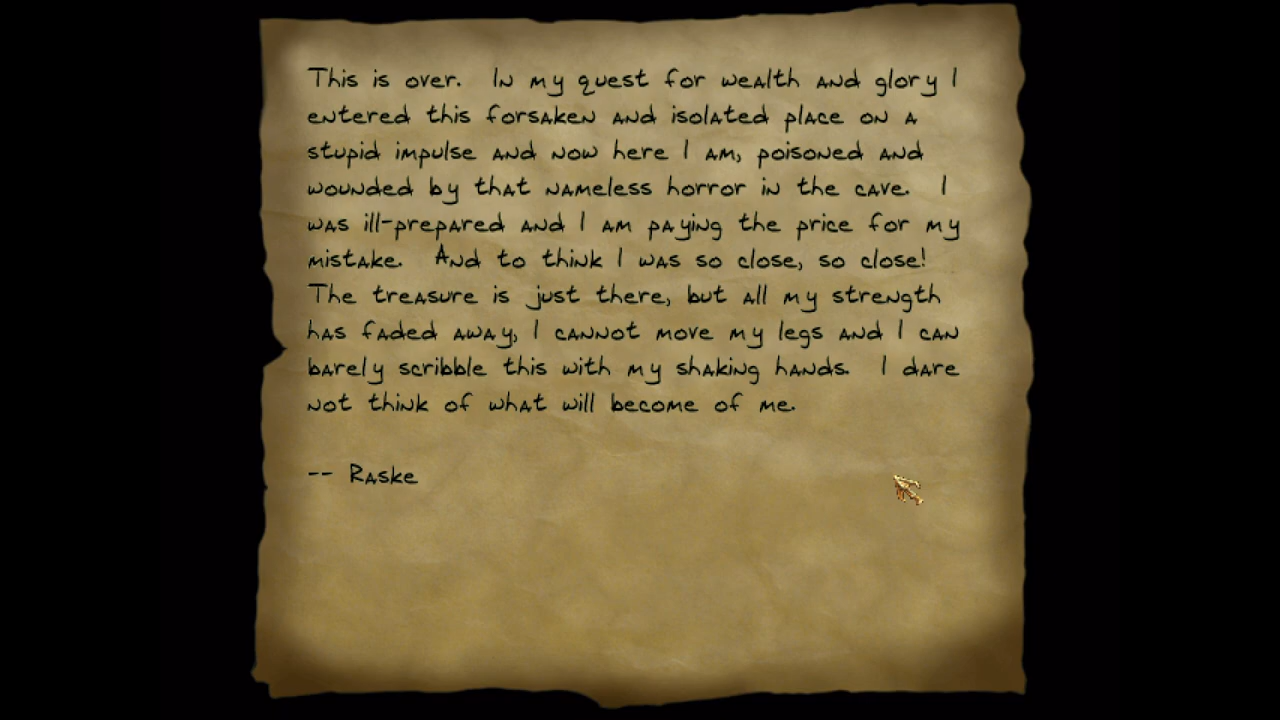 This is over. In my quest for wealth and glory I
entered this forsaken and isolated place on a
stupid impulse and now here I am, poisoned and
wounded by that nameless horror in the cave. I
was ill-prepared and I am paying the price for my
mistake. And to think I was so close, so close!
The treasure is just there, but all my strength
has faded away, I cannot move my legs and I can
barely scribble this with my shaking hands. I dare
not think of what will become of me.
-- Raske